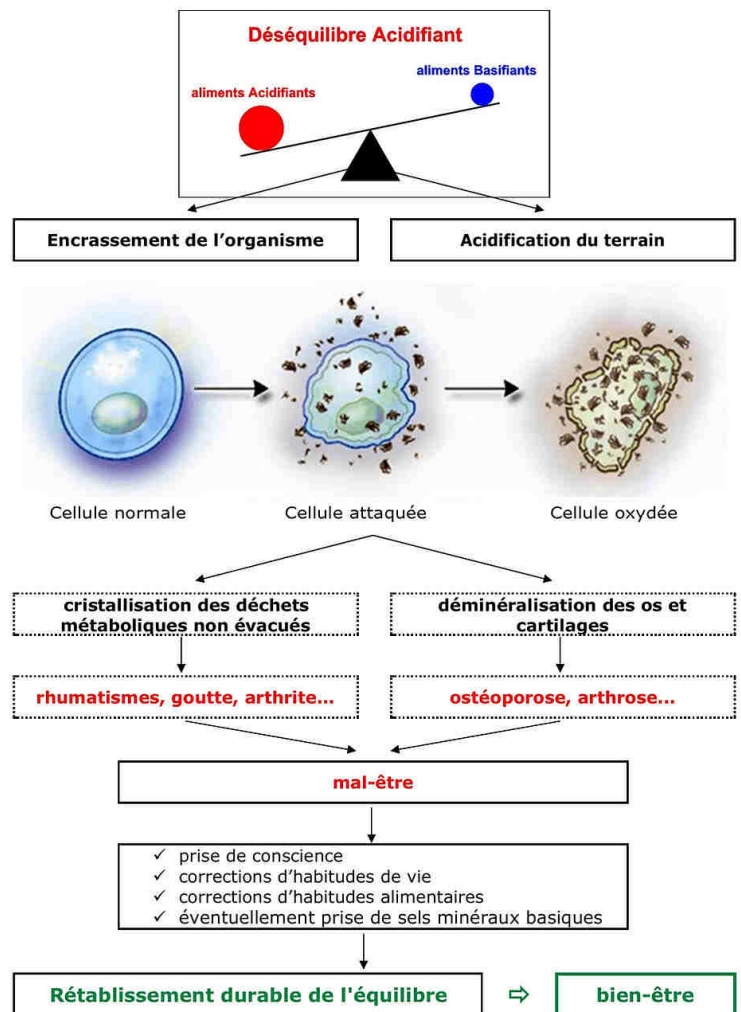 Déséquilibre Acidifiant
aliments Basifiants
aliments Acidifiants
Encrassement de l'organisme
Acidification du terrain
Cellule normale
Cellule attaquée
Cellule oxydée
cristallisation des déchets
métaboliques non évacués
déminéralisation des os et
cartilages
rhumatismes, goutte, arthrite...
ostéoporose, arthrose...
mal-être
✓ prise de conscience
✓ corrections d'habitudes de vie
✓ corrections d'habitudes alimentaires
✓ éventuellement prise de sels minéraux basiques
Rétablissement durable de l'équilibre
bien-être